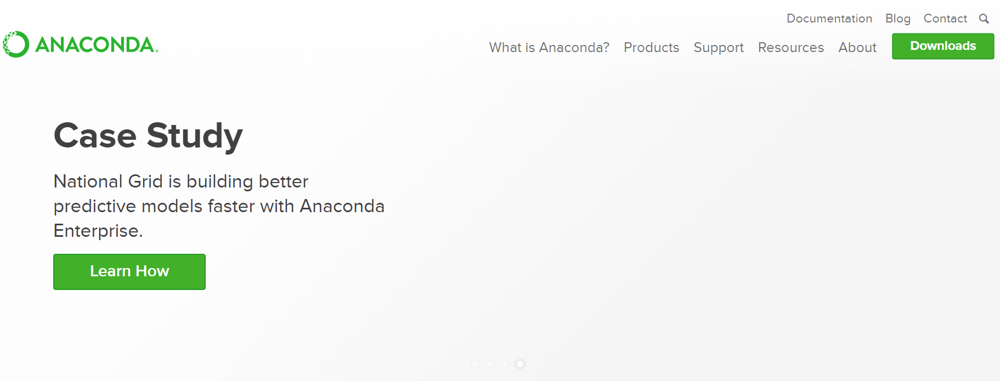 Documentation Blog Contact
ANACONDA®
What is Anaconda? Products Support Resources About Downloads
Case Study
National Grid is building better
predictive models faster with Anaconda
Enterprise.
Learn How